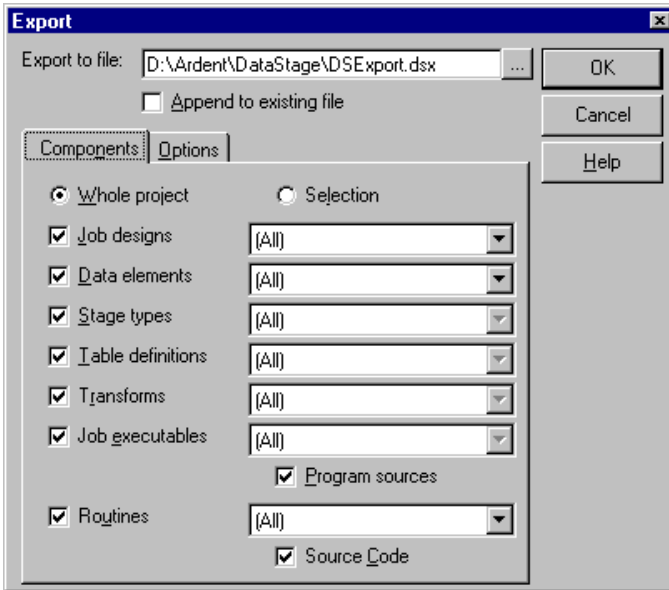 Export
Export to file: D:\Ardent\DataStage\DSExport.dsx ... OK
Append to existing file
Cancel
Components Options Help
Whole project Selection
Job designs (All)
Data elements (All)
Stage types (All)
Table definitions (All)
Transforms (All)
Job executables (All)
Program sources
Routines (All)
Source Code